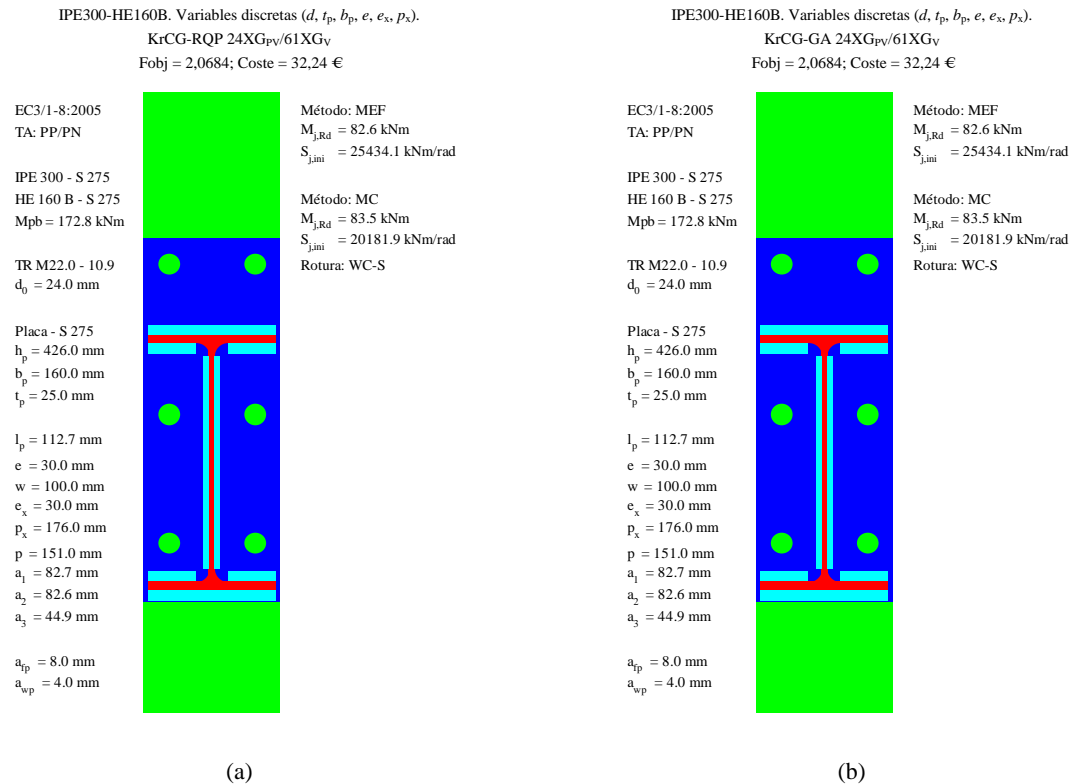 IPE300-HE160B. Variables discretas (d, tp, bp, e, ex, px).
KrCG-RQP 24XGPV/61XGV
Fobj = 2,0684; Coste = 32,24 €
EC3/1-8:2005
TA: PP/PN
IPE 300 - S 275
HE 160 B - S 275
Mpb = 172.8 kNm
TR M22.0 - 10.9
d0 = 24.0 mm
Placa - S 275
hp = 426.0 mm
bp = 160.0 mm
tp = 25.0 mm
lp = 112.7 mm
e = 30.0 mm
w = 100.0 mm
ex = 30.0 mm
px = 176.0 mm
p = 151.0 mm
a1 = 82.7 mm
a2 = 82.6 mm
a3 = 44.9 mm
afp = 8.0 mm
awp = 4.0 mm
Método: MEF
Mj,Rd = 82.6 kNm
Sj,ini = 25434.1 kNm/rad
Método: MC
Mj,Rd = 83.5 kNm
Sj,ini = 20181.9 kNm/rad
Rotura: WC-S
(a)
IPE300-HE160B. Variables discretas (d, tp, bp, e, ex, px).
KrCG-GA 24XGPV/61XGV
Fobj = 2,0684; Coste = 32,24 €
EC3/1-8:2005
TA: PP/PN
IPE 300 - S 275
HE 160 B - S 275
Mpb = 172.8 kNm
TR M22.0 - 10.9
d0 = 24.0 mm
Placa - S 275
hp = 426.0 mm
bp = 160.0 mm
tp = 25.0 mm
lp = 112.7 mm
e = 30.0 mm
w = 100.0 mm
ex = 30.0 mm
px = 176.0 mm
p = 151.0 mm
a1 = 82.7 mm
a2 = 82.6 mm
a3 = 44.9 mm
afp = 8.0 mm
awp = 4.0 mm
Método: MEF
Mj,Rd = 82.6 kNm
Sj,ini = 25434.1 kNm/rad
Método: MC
Mj,Rd = 83.5 kNm
Sj,ini = 20181.9 kNm/rad
Rotura: WC-S
(b)